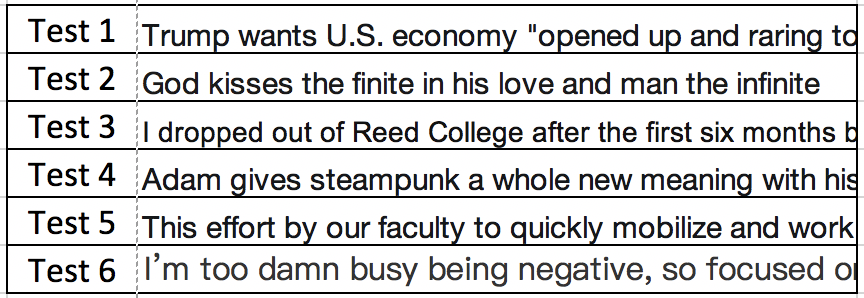 Test 1 Trump wants U.S. economy "opened up and raring to
Test 2 God kisses the finite in his love and man the infinite
Test 3 I dropped out of Reed College after the first six months
Test 4 Adam gives steampunk a whole new meaning with his
Test 5 This effort by our faculty to quickly mobilize and work
Test 6 I’m too damn busy being negative, so focused